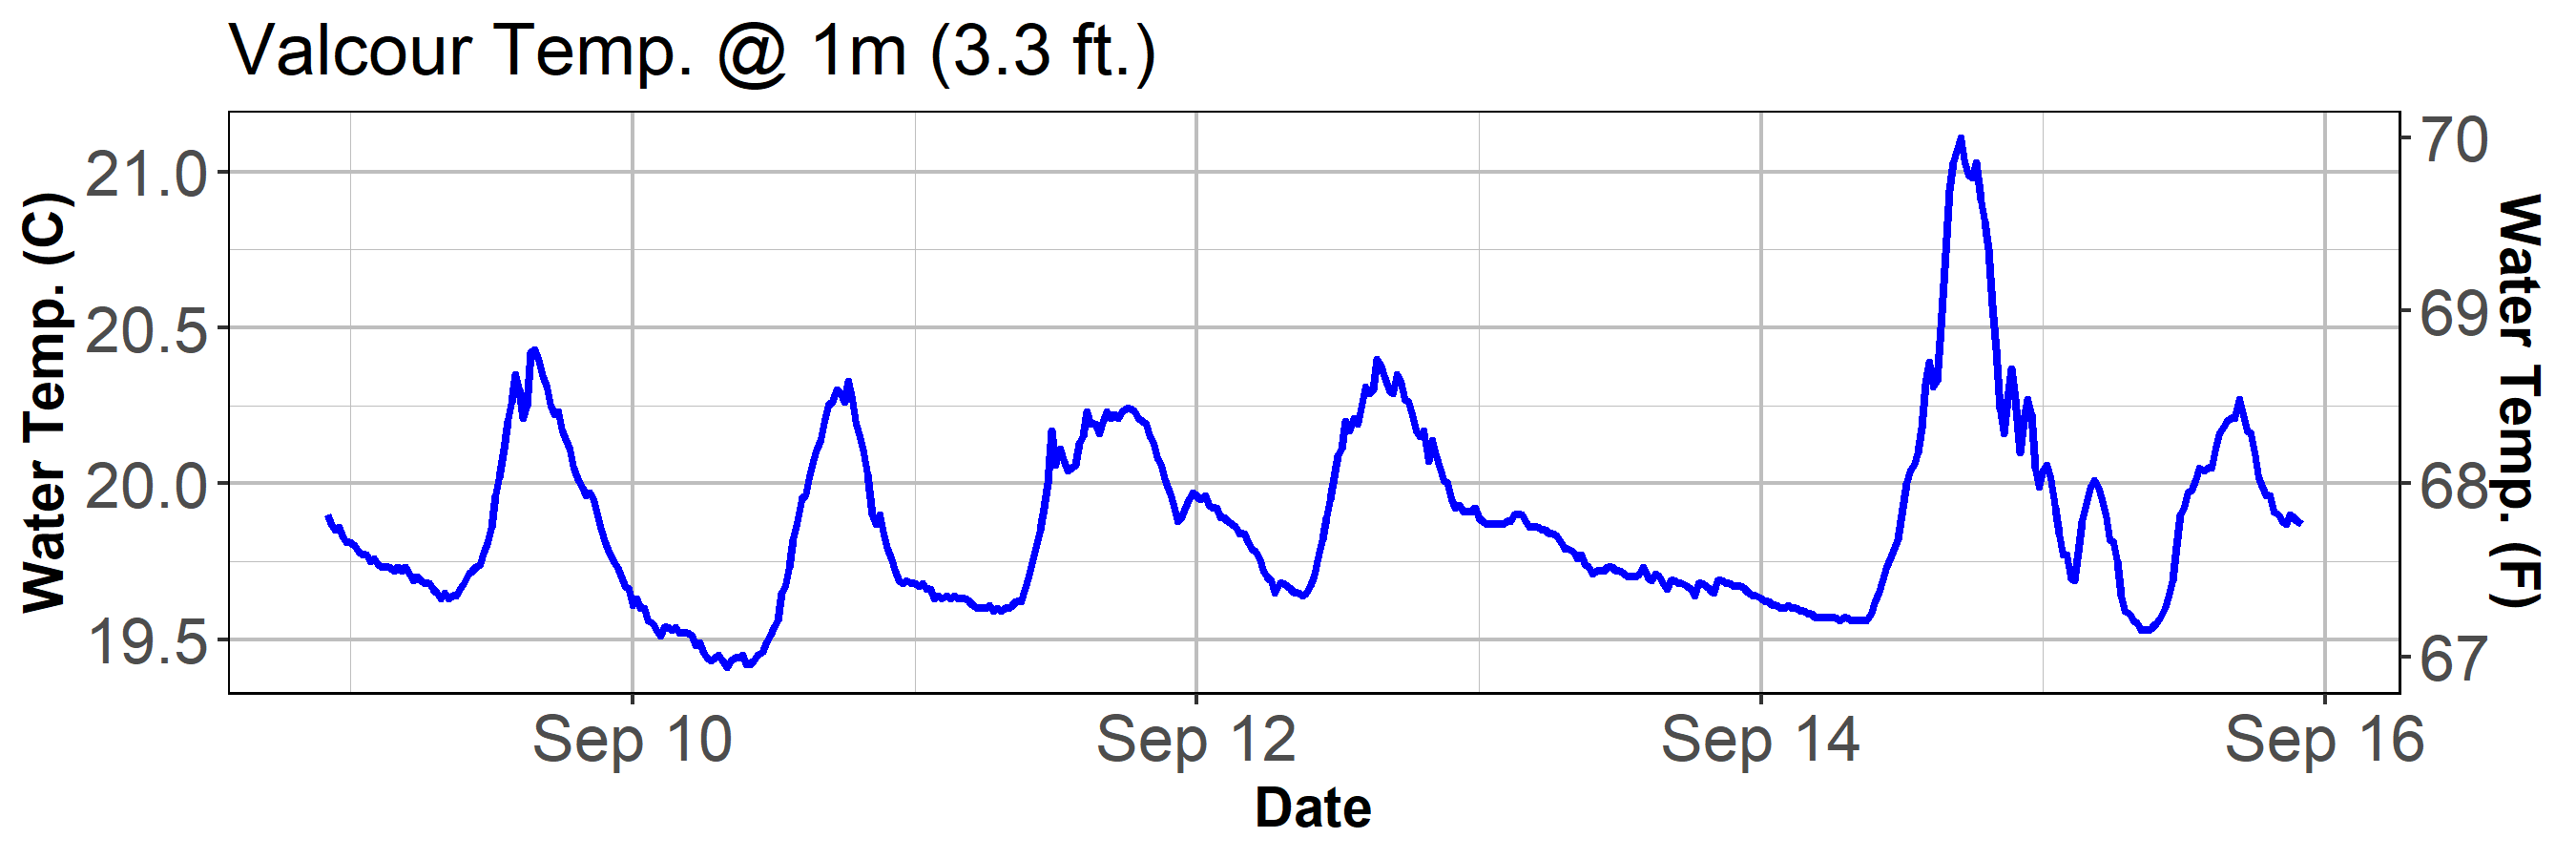 Valcour Temp. @ 1m (3.3 ft.)
Water Temp. (C)
21.0
20.5
20.0
19.5
70
69
68
67
Water Temp. (F)
Sep 10
Sep 12
Sep 14
Sep 16
Date